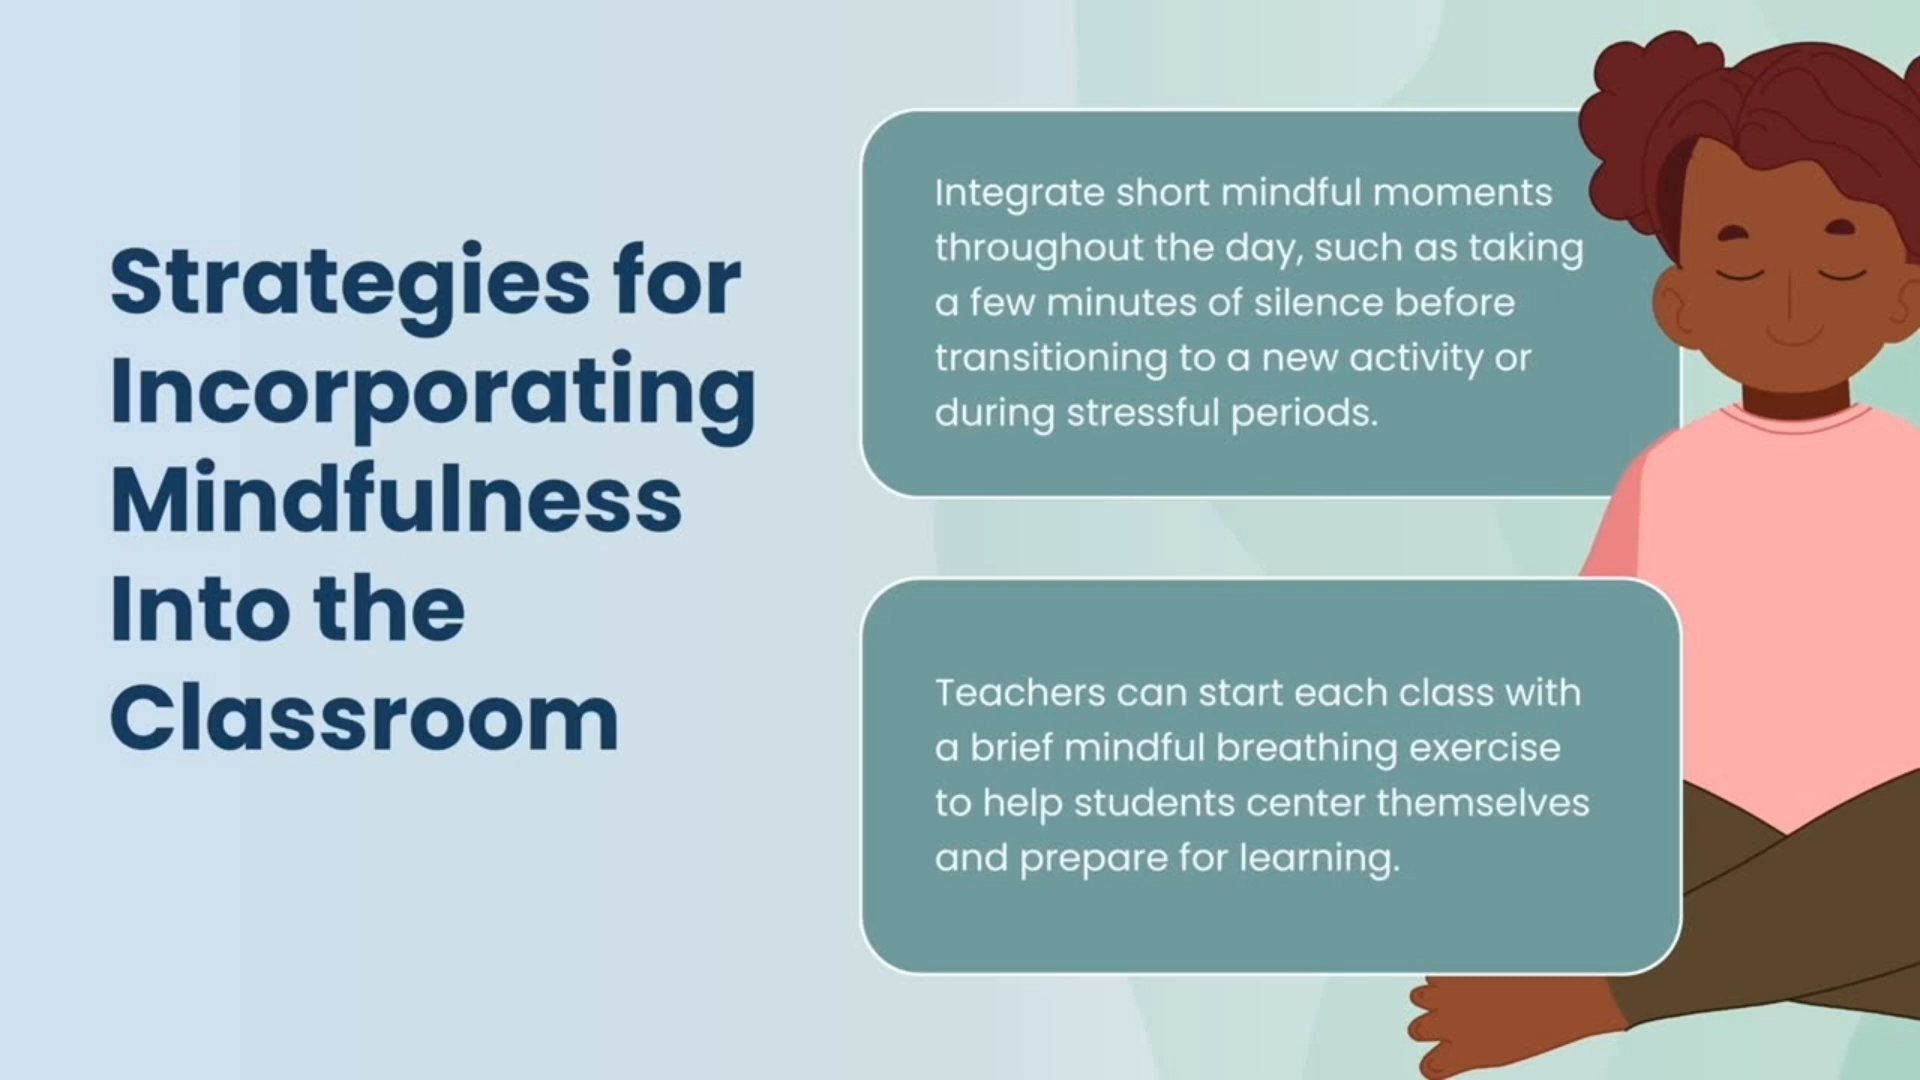 Strategies for
Incorporating
Mindfulness
Into the
Classroom
Integrate short mindful moments
throughout the day, such as taking
a few minutes of silence before
transitioning to a new activity or
during stressful periods.
Teachers can start each class with
a brief mindful breathing exercise
to help students center themselves
and prepare for learning.